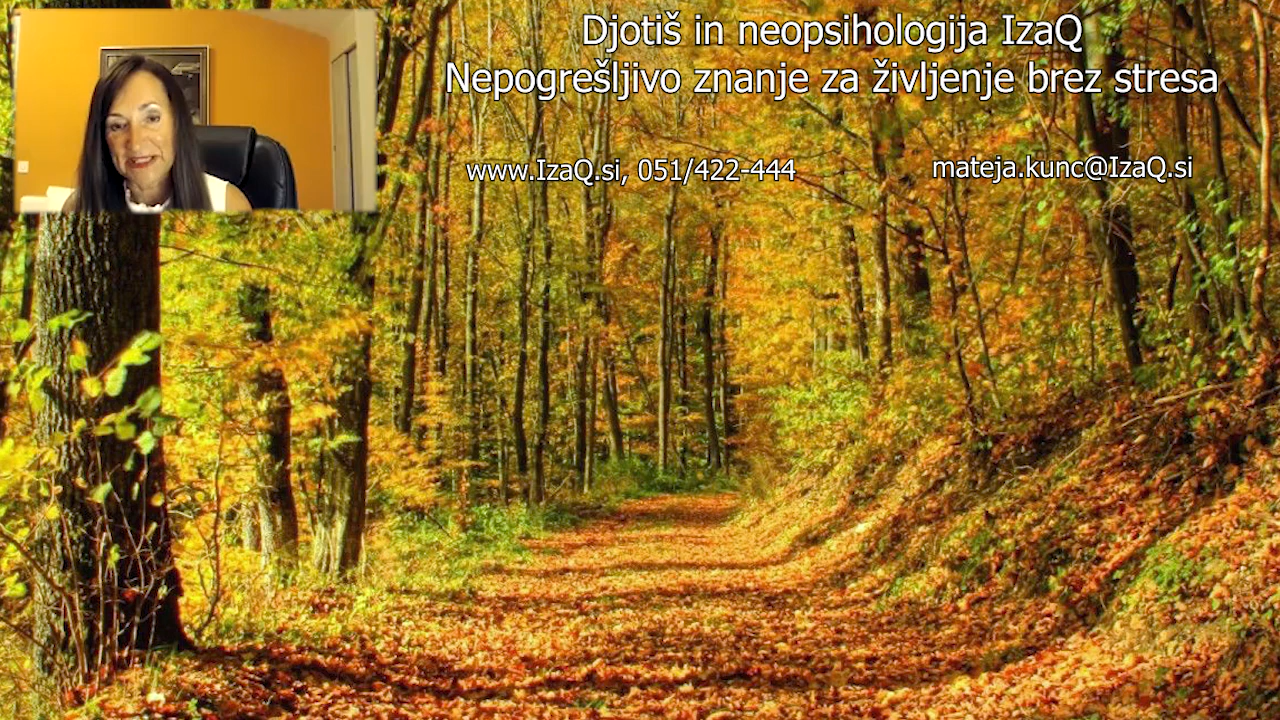 Djotiš in neopsihologija IzaQ
Nepogrešljivo znanje za življenje brez stresa
www.IzaQ.si, 051/422-444
mateja.kunc@IzaQ.si